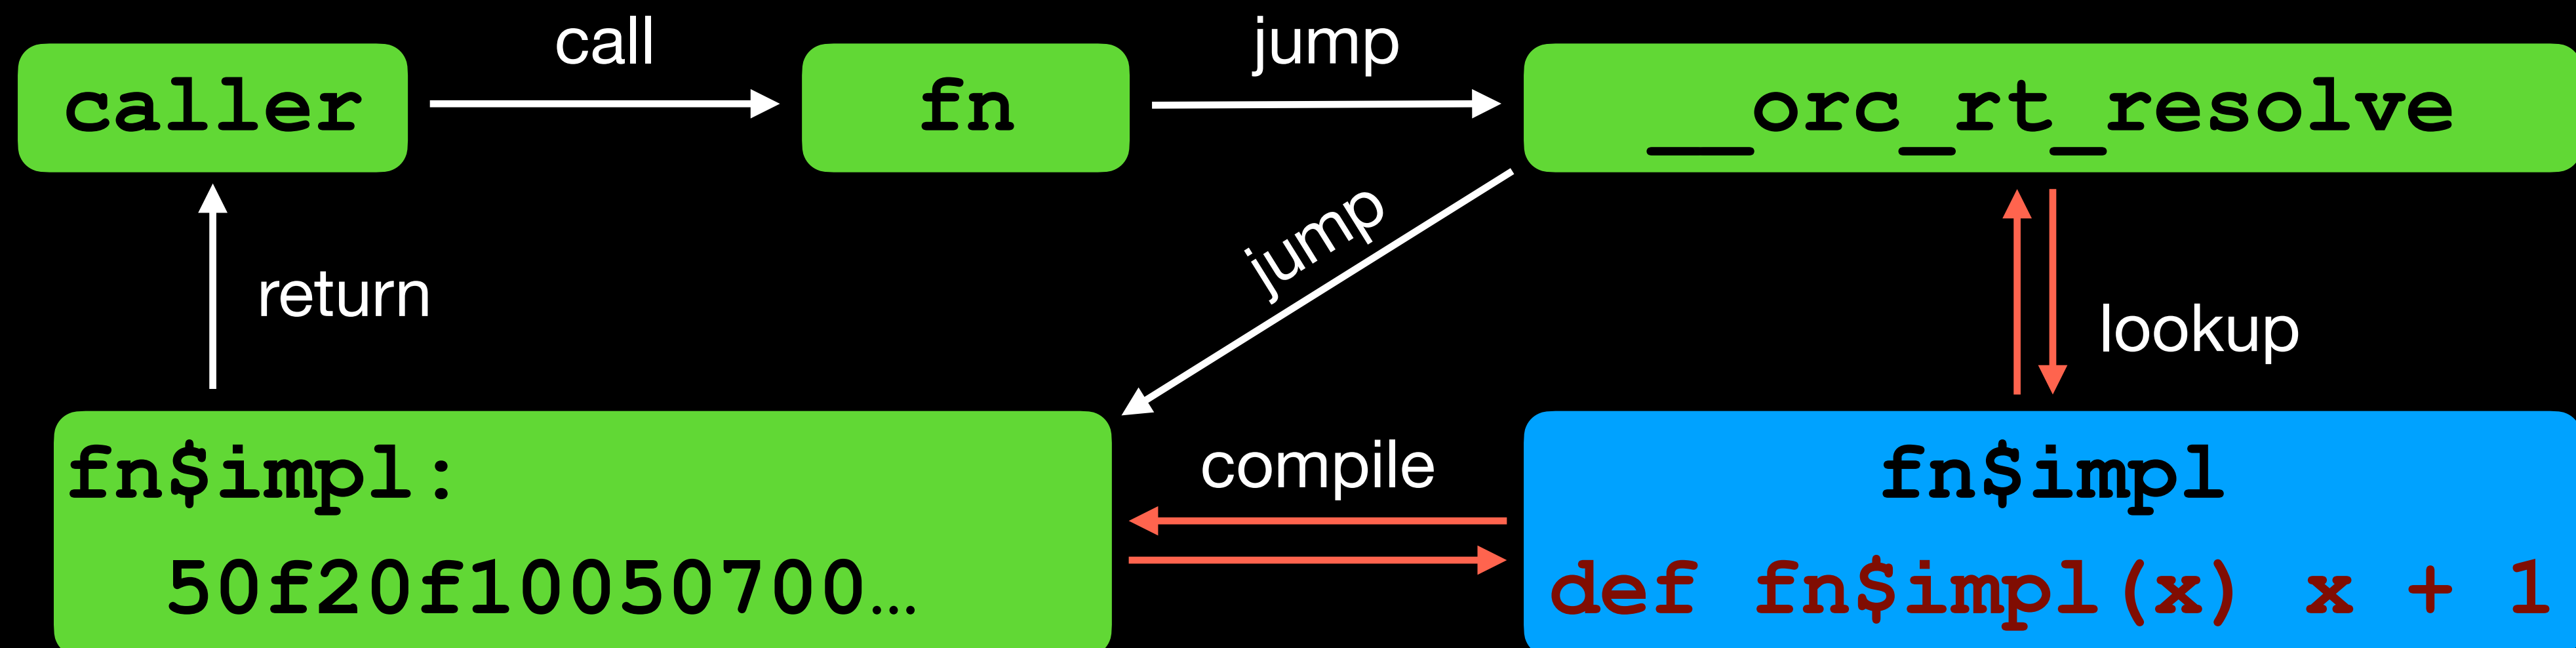 call
jump
caller
fn
__orc_rt_resolve
jump
return
lookup
fn$impl:
compile
fn$impl
50f20f10050700…
def fn$impl(x) x + 1